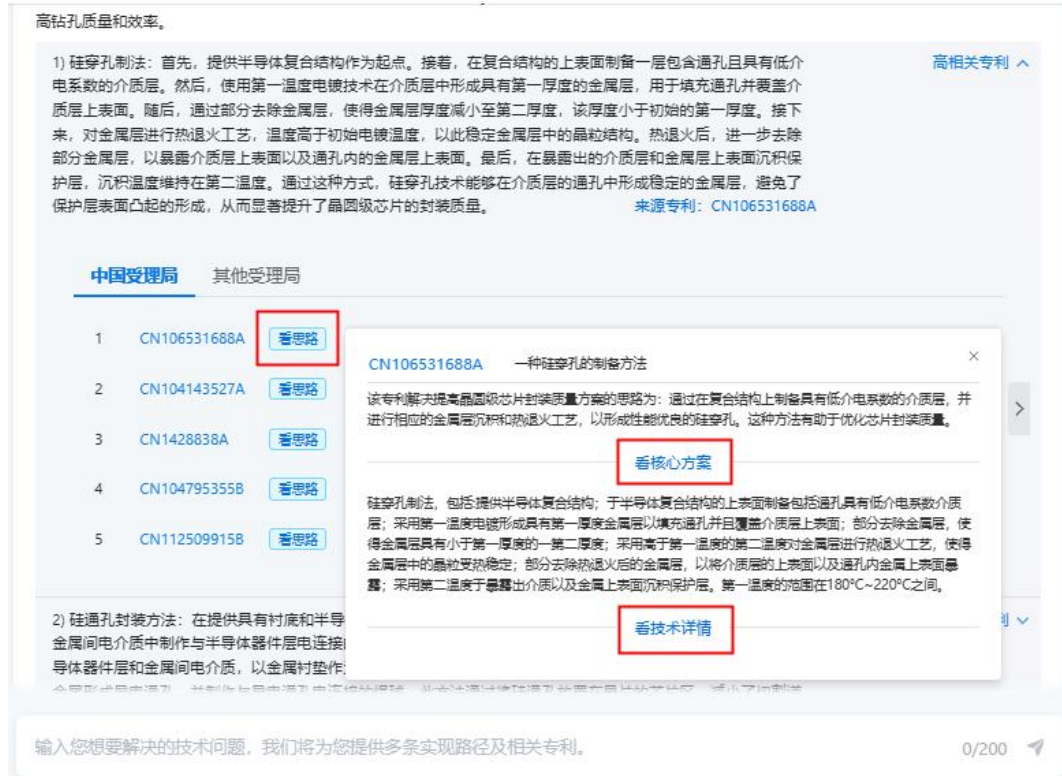 高钻孔质量和效率。
1) 硅穿孔制法：首先，提供半导体复合结构作为起点。接着，在复合结构的上表面制备一层包含通孔且具有低介
电系数的介质层。然后，使用第一温度电镀技术在介质层中形成具有第一厚度的金属层，用于填充通孔并覆盖介
质层上表面。随后，通过部分去除金属层，使得金属层厚度减小至第二厚度，该厚度小于初始的第一厚度。接下
来，对金属层进行热退火工艺，温度高于初始电镀温度，以此稳定金属层中的晶粒结构。热退火后，进一步去除
部分金属层，以暴露介质层上表面以及通孔内的金属层上表面。最后，在暴露出的介质层和金属层上表面沉积保
护层，沉积温度维持在第二温度。通过这种方式，硅穿孔技术能够在介质层的通孔中形成稳定的金属层，避免了
保护层表面凸起的形成，从而显著提升了晶圆级芯片的封装质量。
来源专利：CN106531688A
高相关专利
中国受理局 其他受理局
1 CN106531688A 看思路
2 CN104143527A 看思路
3 CN1428838A 看思路
4 CN104795355B 看思路
5 CN112509915B 看思路
CN106531688A 一种硅穿孔的制备方法 ×
该专利解决提高晶圆级芯片封装质量方案的思路为：通过在复合结构上制备具有低介电系数的介质层，并
进行相应的金属层沉积和热退火工艺，以形成性能优良的硅穿孔。这种方法有助于优化芯片封装质量。
看核心方案
硅穿孔制法，包括:提供半导体复合结构；于半导体复合结构的上表面制备包括通孔具有低介电系数介质
层；采用第一温度电镀形成具有第一厚度金属层以填充通孔并且覆盖介质层上表面；部分去除金属层，使
得金属层具有小于第一厚度的一第二厚度；采用高于第一温度的第二温度对金属层进行热退火工艺，使得
金属层中的晶粒受热稳定；部分去除热退火后的金属层，以将介质层的上表面以及通孔内金属上表面暴
露；采用第二温度于暴露出介质以及金属上表面沉积保护层。第一温度的范围在180°C~220°C之间。
看技术详情
2) 硅通孔封装方法：在提供具有衬底和半导
金属间电介质中制作与半导体器件层电连接
导体器件层和金属间电介质，以金属衬垫作
利
输入您想要解决的技术问题，我们将为您提供多条实现路径及相关专利。
0/200